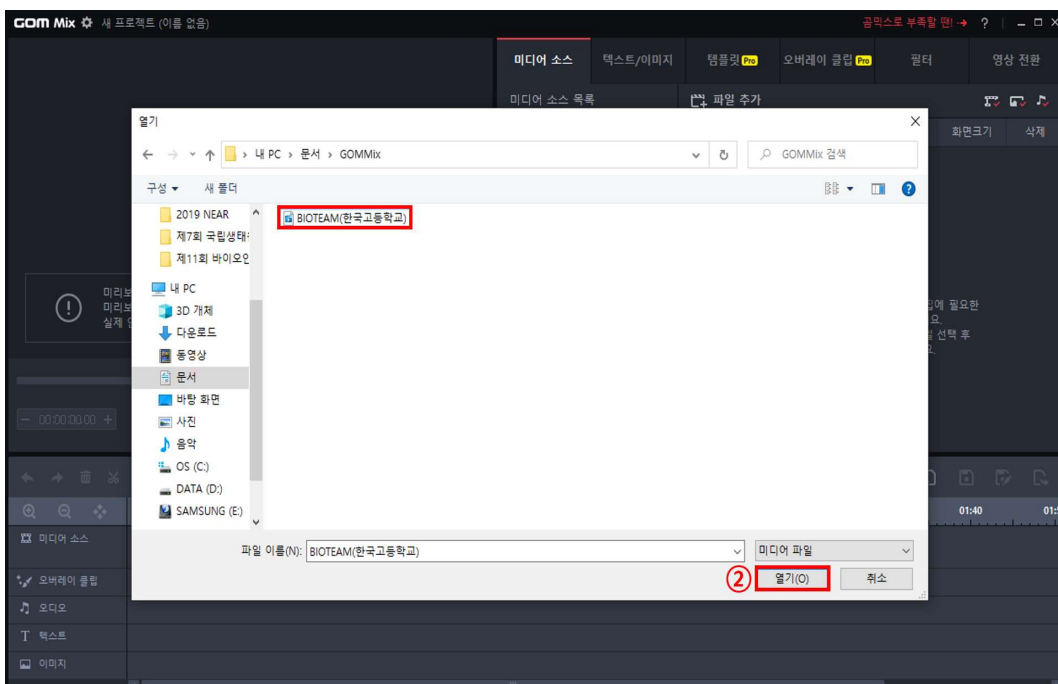 GOM Mix 새 프로젝트 (이름 없음)
곰믹스로 부족할 땐! → ?
미디어 소스 텍스트/이미지 템플릿 Pro 오버레이 클립 Pro 필터 영상 전환
미디어 소스 목록 파일 추가
화면크기 삭제
열기
내 PC > 문서 > GOMMix
GOMMix 검색
구성 새 폴더
2019 NEAR
제7회 국립생태
제11회 바이오
내 PC
3D 개체
다운로드
동영상
문서
바탕 화면
사진
음악
OS (C:)
DATA (D:)
SAMSUNG (E:)
BIOTEAM(한국고등학교)
파일 이름(N): BIOTEAM(한국고등학교) 미디어 파일
② 열기(O) 취소
미리보
미리보
실제
에 필요한
요.
선택 후
00:00:00.00
01:40
미디어 소스
오버레이 클립
오디오
T 텍스트
이미지